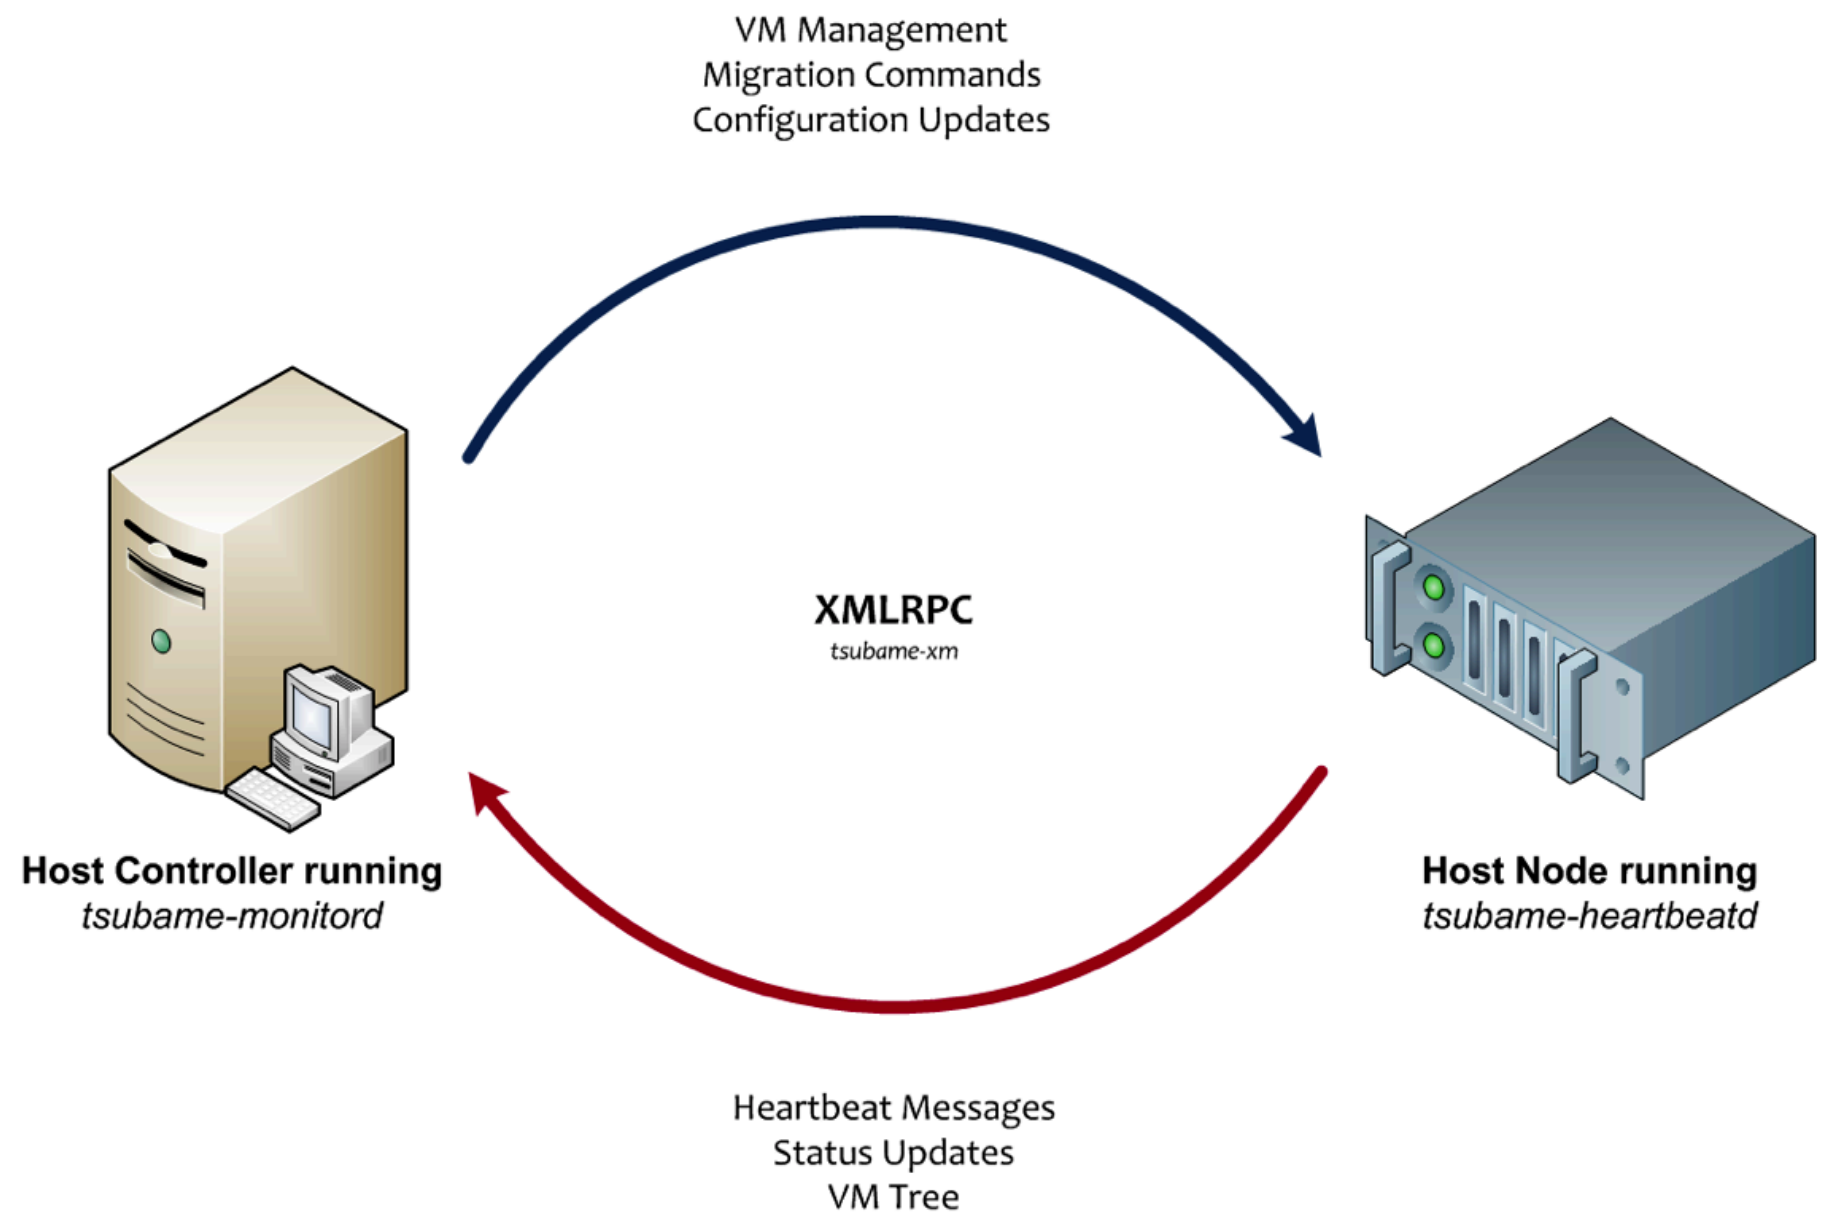 VM Management
Migration Commands
Configuration Updates
XMLRPC
tsubame-xm
Host Controller running
tsubame-monitord
Host Node running
tsubame-heartbeatd
Heartbeat Messages
Status Updates
VM Tree